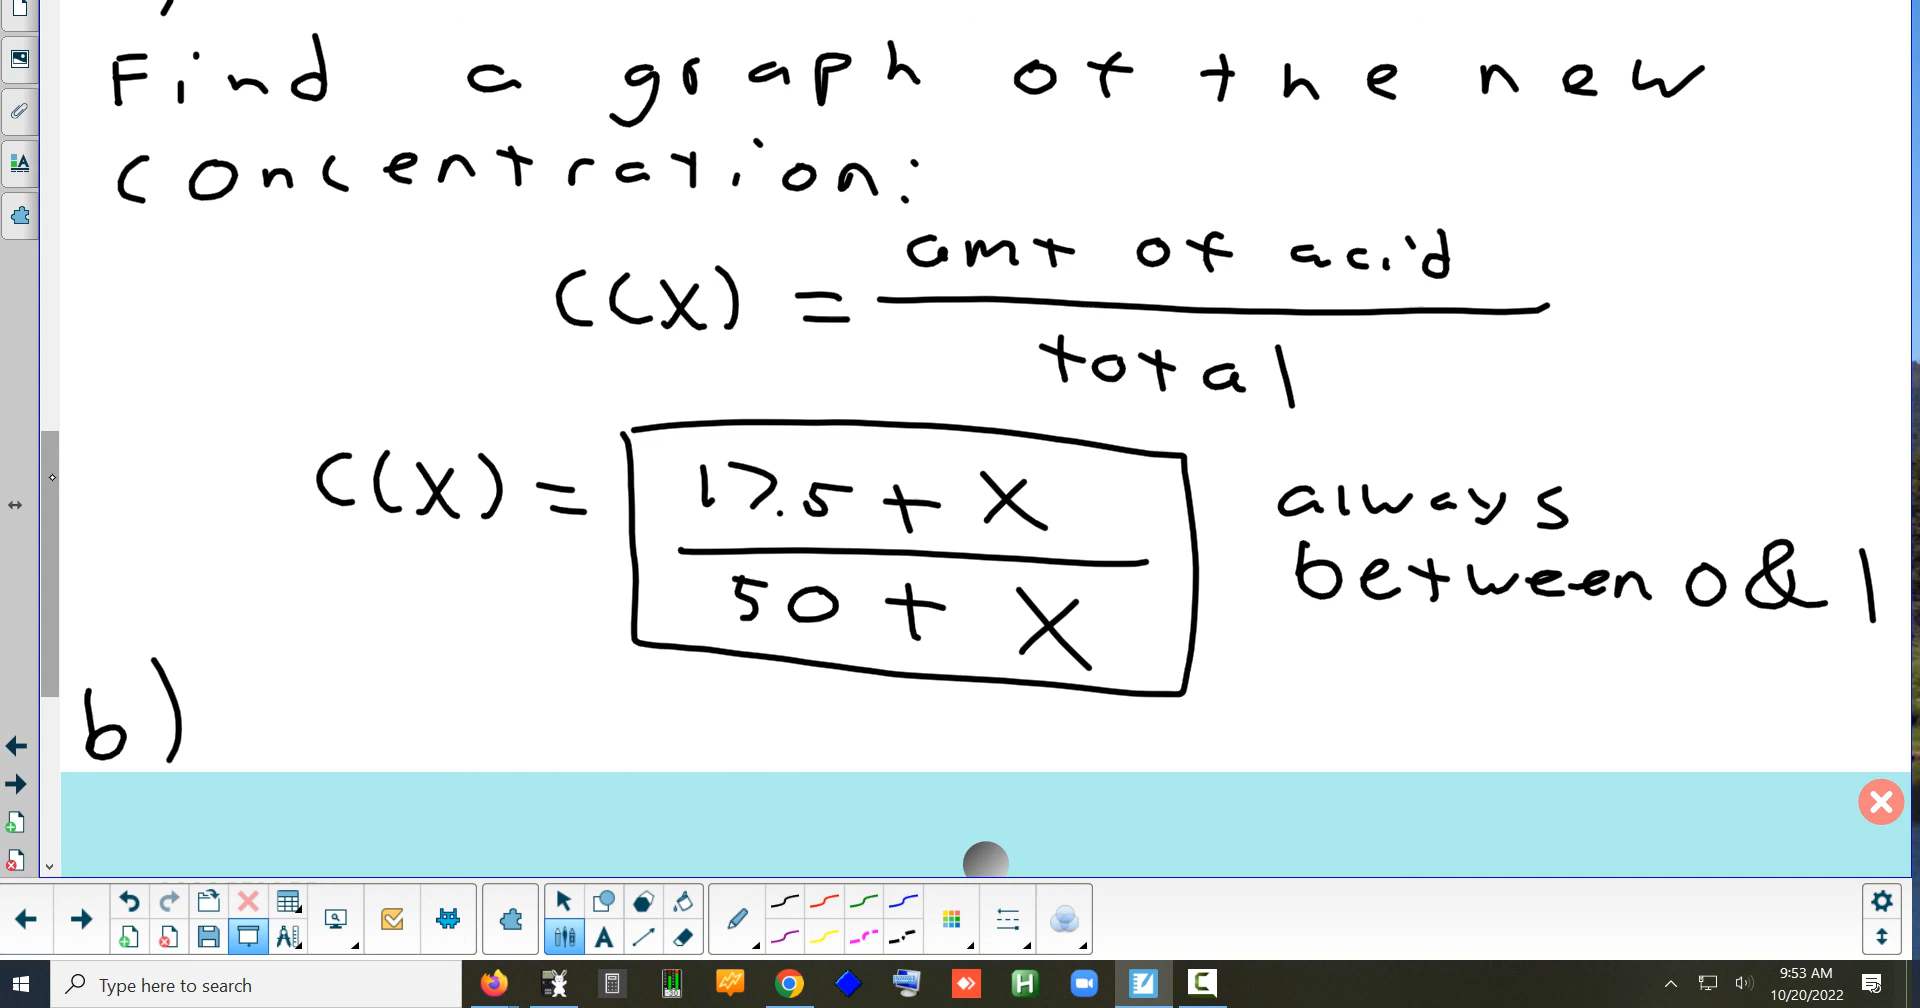 Find a graph of the new
concentration:
C(X) = amt of acid
total
C(X) = 17.5 + X
50 + X
always
between 0 & 1
b)
Type here to search
9:53 AM
10/20/2022